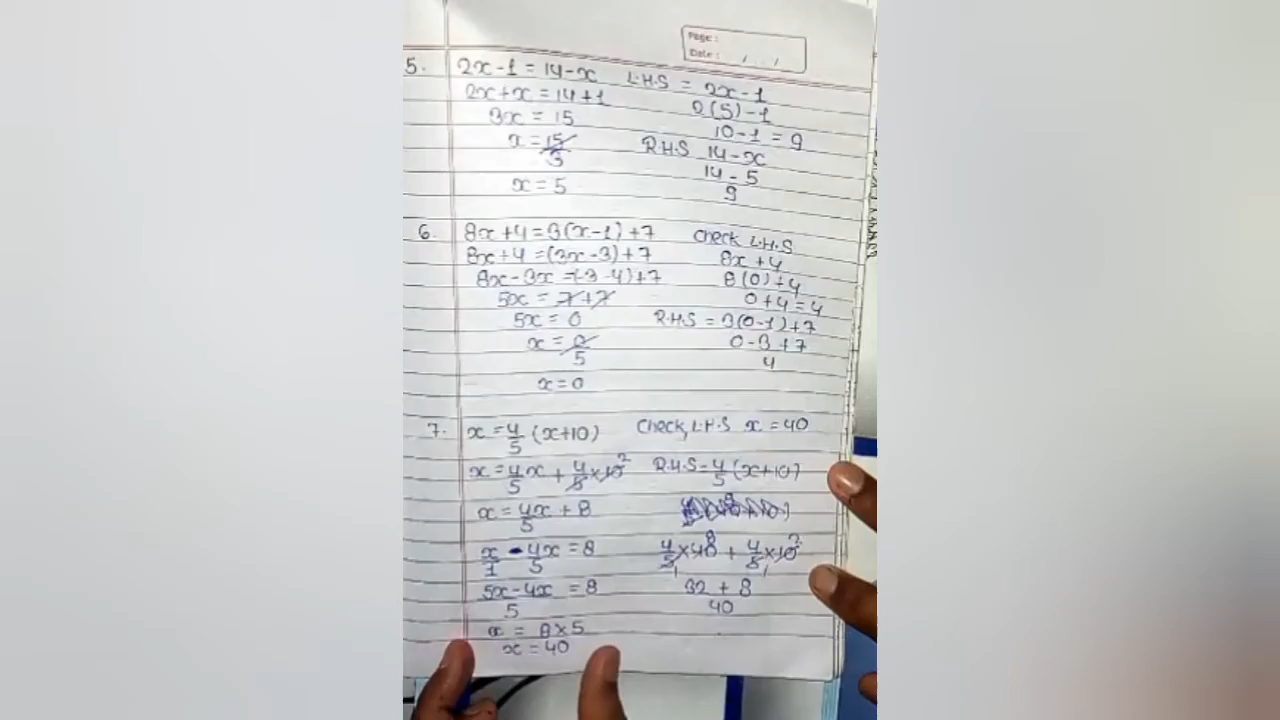 Page :
Date : / /
5. 2x-1 = 14-x L.H.S = 2x-1
2x+x = 14+1 2(5)-1
3x = 15 10-1 = 9
x = 15/3 R.H.S 14-x
14-5
x = 5 9
6. 8x+4=3(x-1)+7 Check L.H.S
8x+4=(3x-3)+7 8x+4
8x-3x=(-3-4)+7 8(0)+4
5x = 7+7 0+4=4
5x = 0 R.H.S = 3(0-1)+7
x = 0/5 0-3+7
4
x=0
7. x=4/5 (x+10) Check, L.H.S x = 40
x=4/5 x + 4/5×10 2 R.H.S=4/5 (x+10)
x = 4x/5 + 8
x/1 - 4x/5 = 8 4/5×40 8 + 4/5×10 2
5x-4x/5 = 8 32 + 8
40
x = 8×5
x = 40